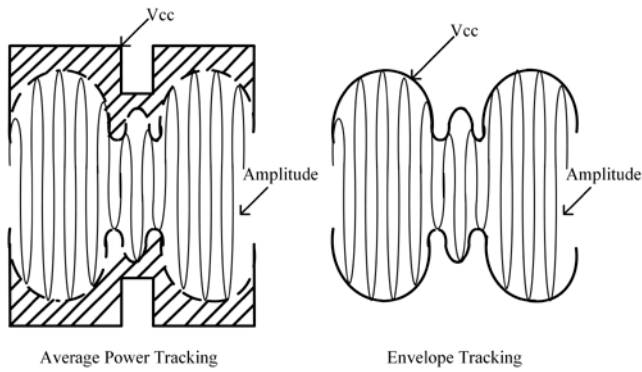 Vcc
Vcc
Amplitude
Amplitude
Average Power Tracking
Envelope Tracking